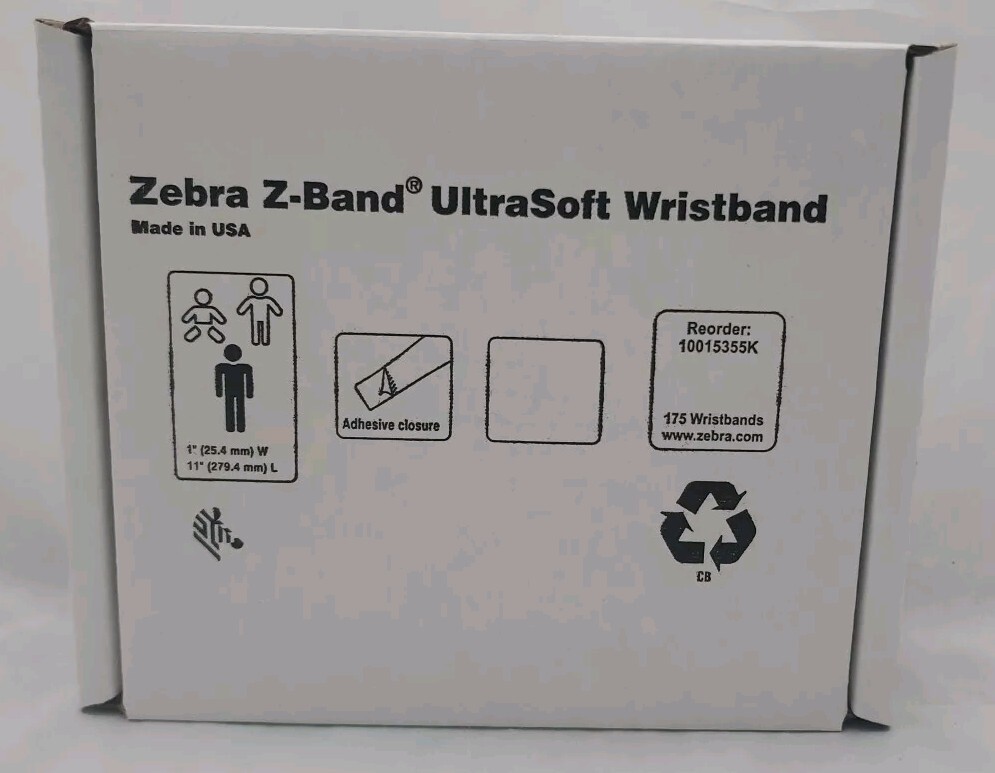 Zebra Z-Band® UltraSoft Wristband
Made in USA
1" (25.4 mm) W
11" (279.4 mm) L
Adhesive closure
Reorder:
10015355K
175 Wristbands
www.zebra.com
CB